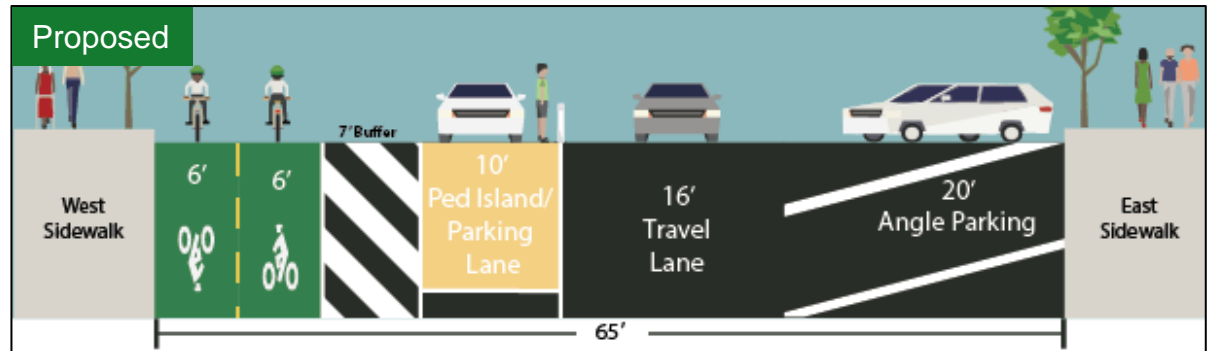 Proposed
7'Buffer
6'
6'
10'
Ped Island/
Parking
Lane
16'
Travel
Lane
20'
Angle Parking
West
Sidewalk
East
Sidewalk
65'